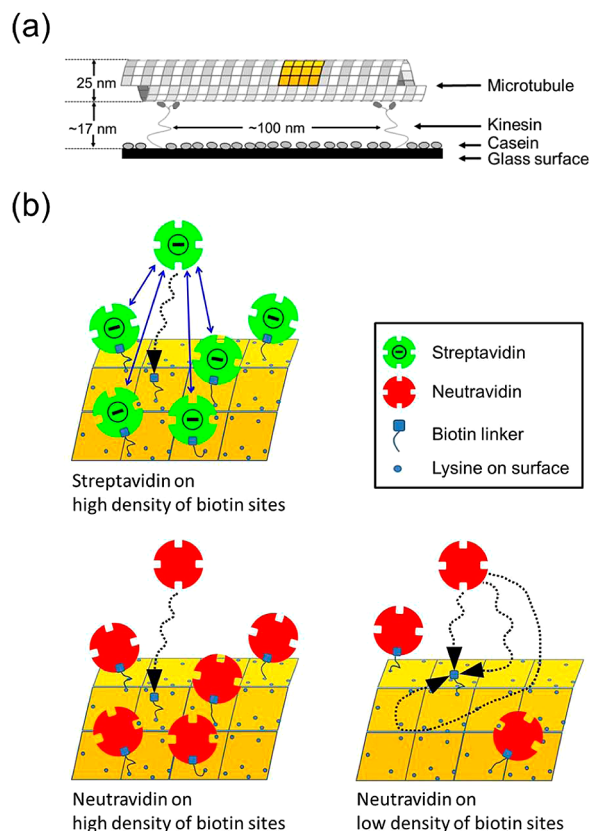 (a)
25 nm
~17 nm
~100 nm
Microtubule
Kinesin
Casein
Glass surface
(b)
Streptavidin
Neutravidin
Biotin linker
Lysine on surface
Streptavidin on
high density of biotin sites
Neutravidin on
high density of biotin sites
Neutravidin on
low density of biotin sites